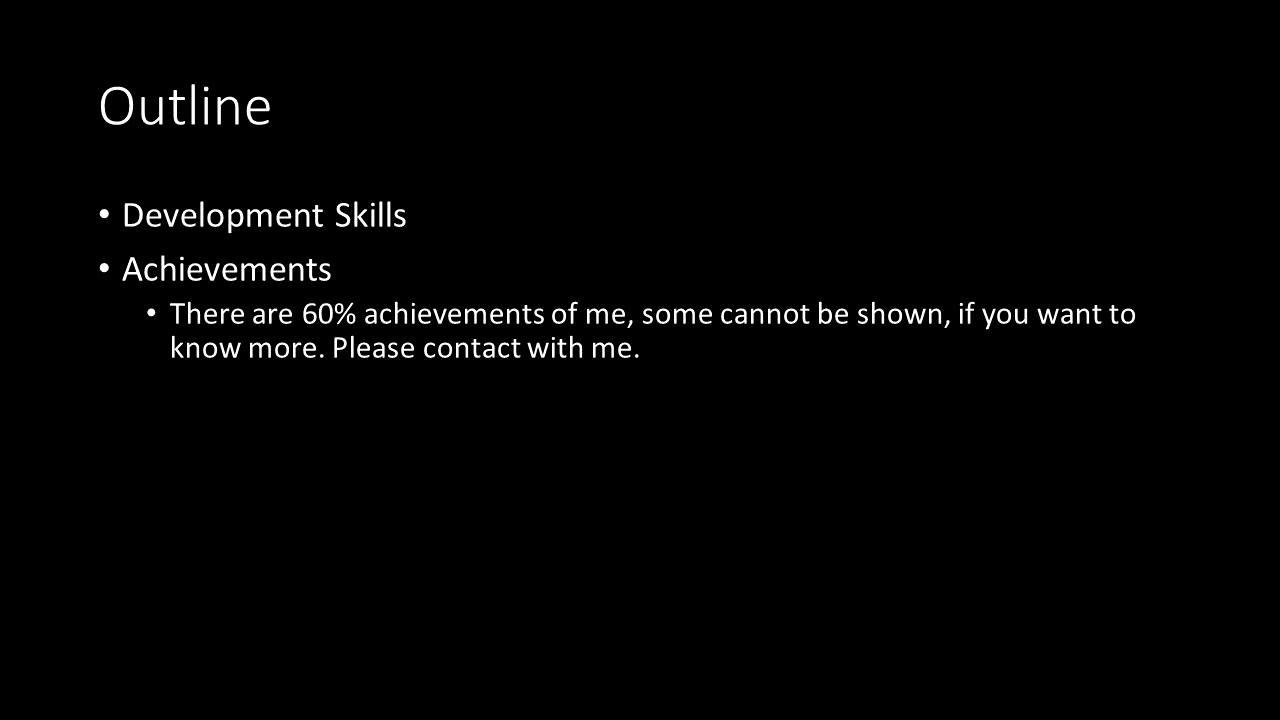 Outline
• Development Skills
• Achievements
• There are 60% achievements of me, some cannot be shown, if you want to
know more. Please contact with me.